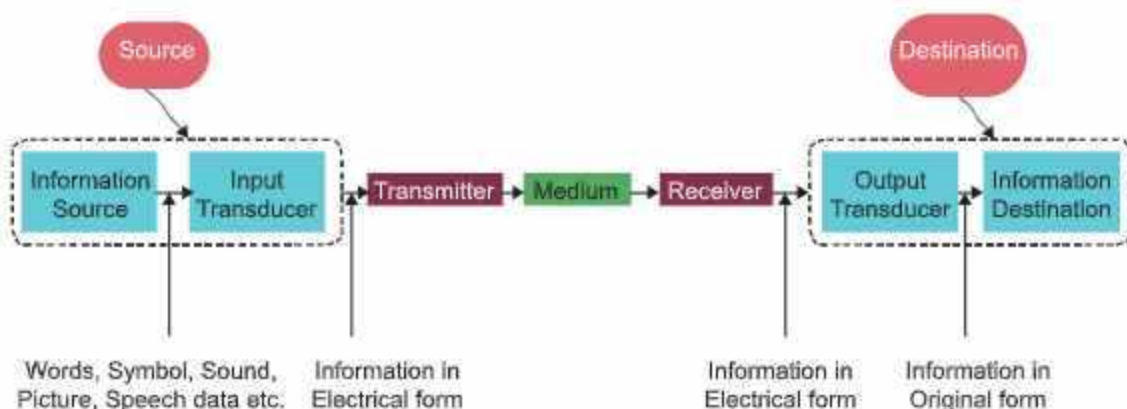 Source
Destination
Information
Source
Input
Transducer
Transmitter
Medium
Receiver
Output
Transducer
Information
Destination
Words, Symbol, Sound,
Picture, Speech data etc.
Information in
Electrical form
Information in
Electrical form
Information in
Original form